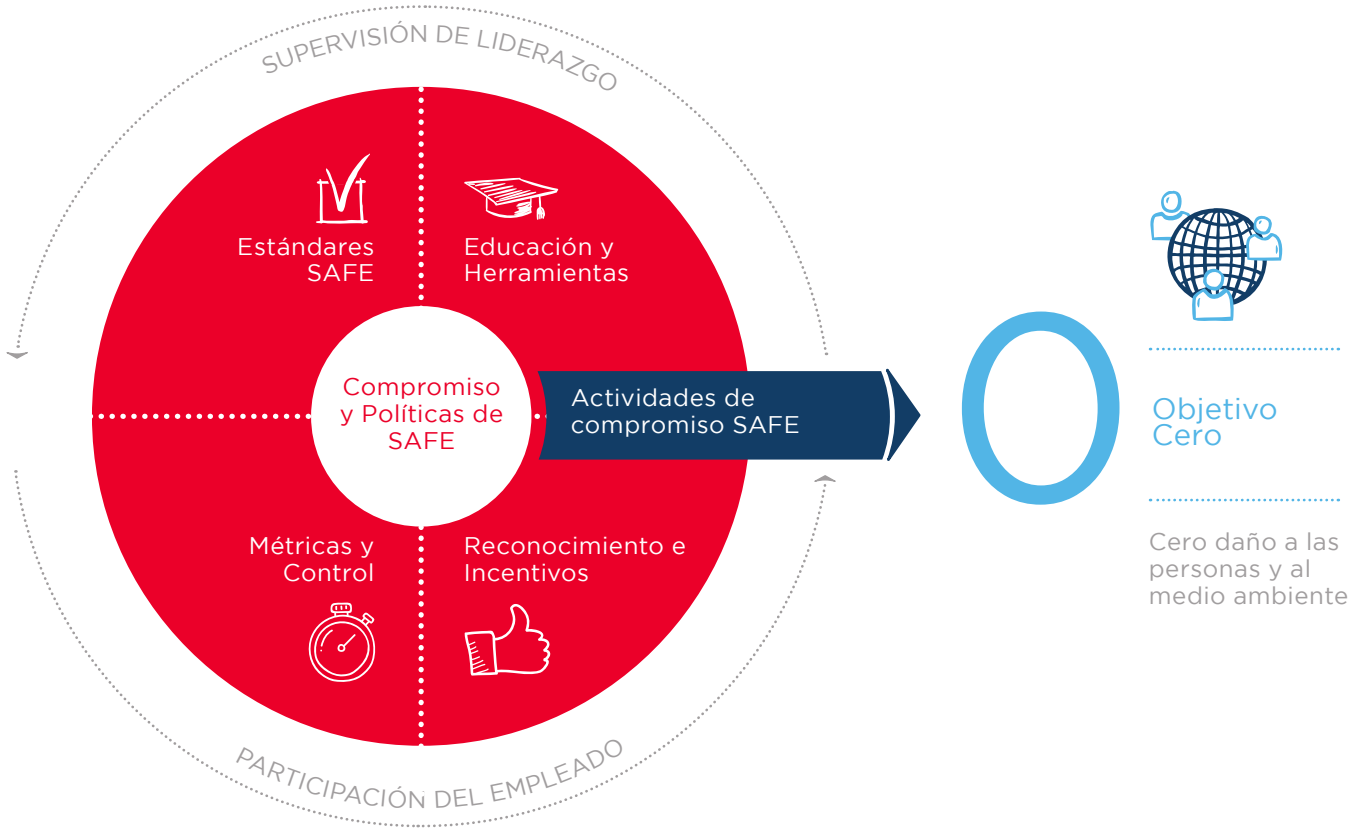 SUPERVISIÓN DE LIDERAZGO
Estándares
SAFE
Educación y
Herramientas
Compromiso
y Políticas de
SAFE
Actividades de
compromiso SAFE
Métricas y
Control
Reconocimiento e
Incentivos
PARTICIPACIÓN DEL EMPLEADO
0
Objetivo
Cero
Cero daño a las
personas y al
medio ambiente